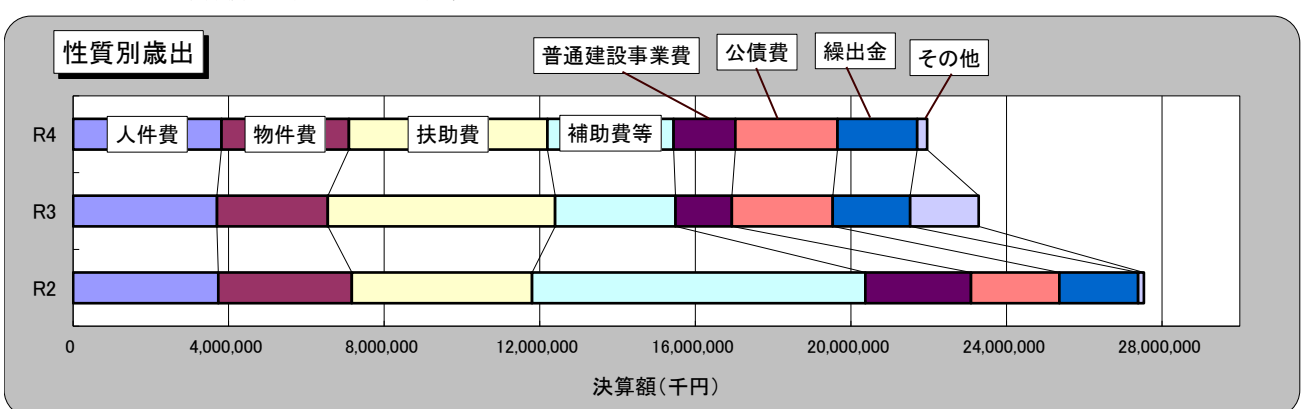 性質別歳出
普通建設事業費
公債費
繰出金
その他
R4
人件費
物件費
扶助費
補助費等
R3
R2
0
4,000,000
8,000,000
12,000,000
16,000,000
20,000,000
24,000,000
28,000,000
決算額(千円)